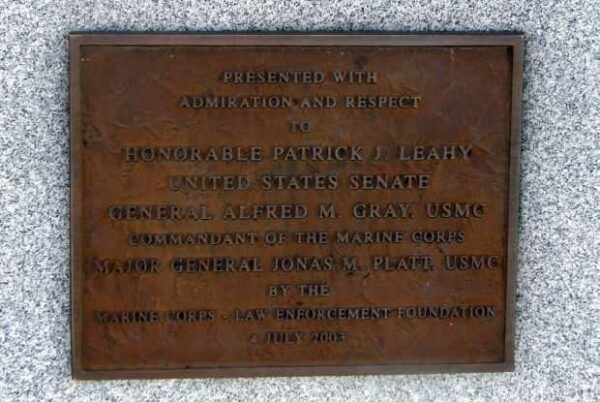 PRESENTED WITH
ADMIRATION AND RESPECT
TO
HONORABLE PATRICK J. LEAHY
UNITED STATES SENATE
GENERAL ALFRED M. GRAY, USMC
COMMANDANT OF THE MARINE CORPS
MAJOR GENERAL JONAS M. PLATT, USMC
BY THE
MARINE CORPS - LAW ENFORCEMENT FOUNDATION
4 JULY 2003